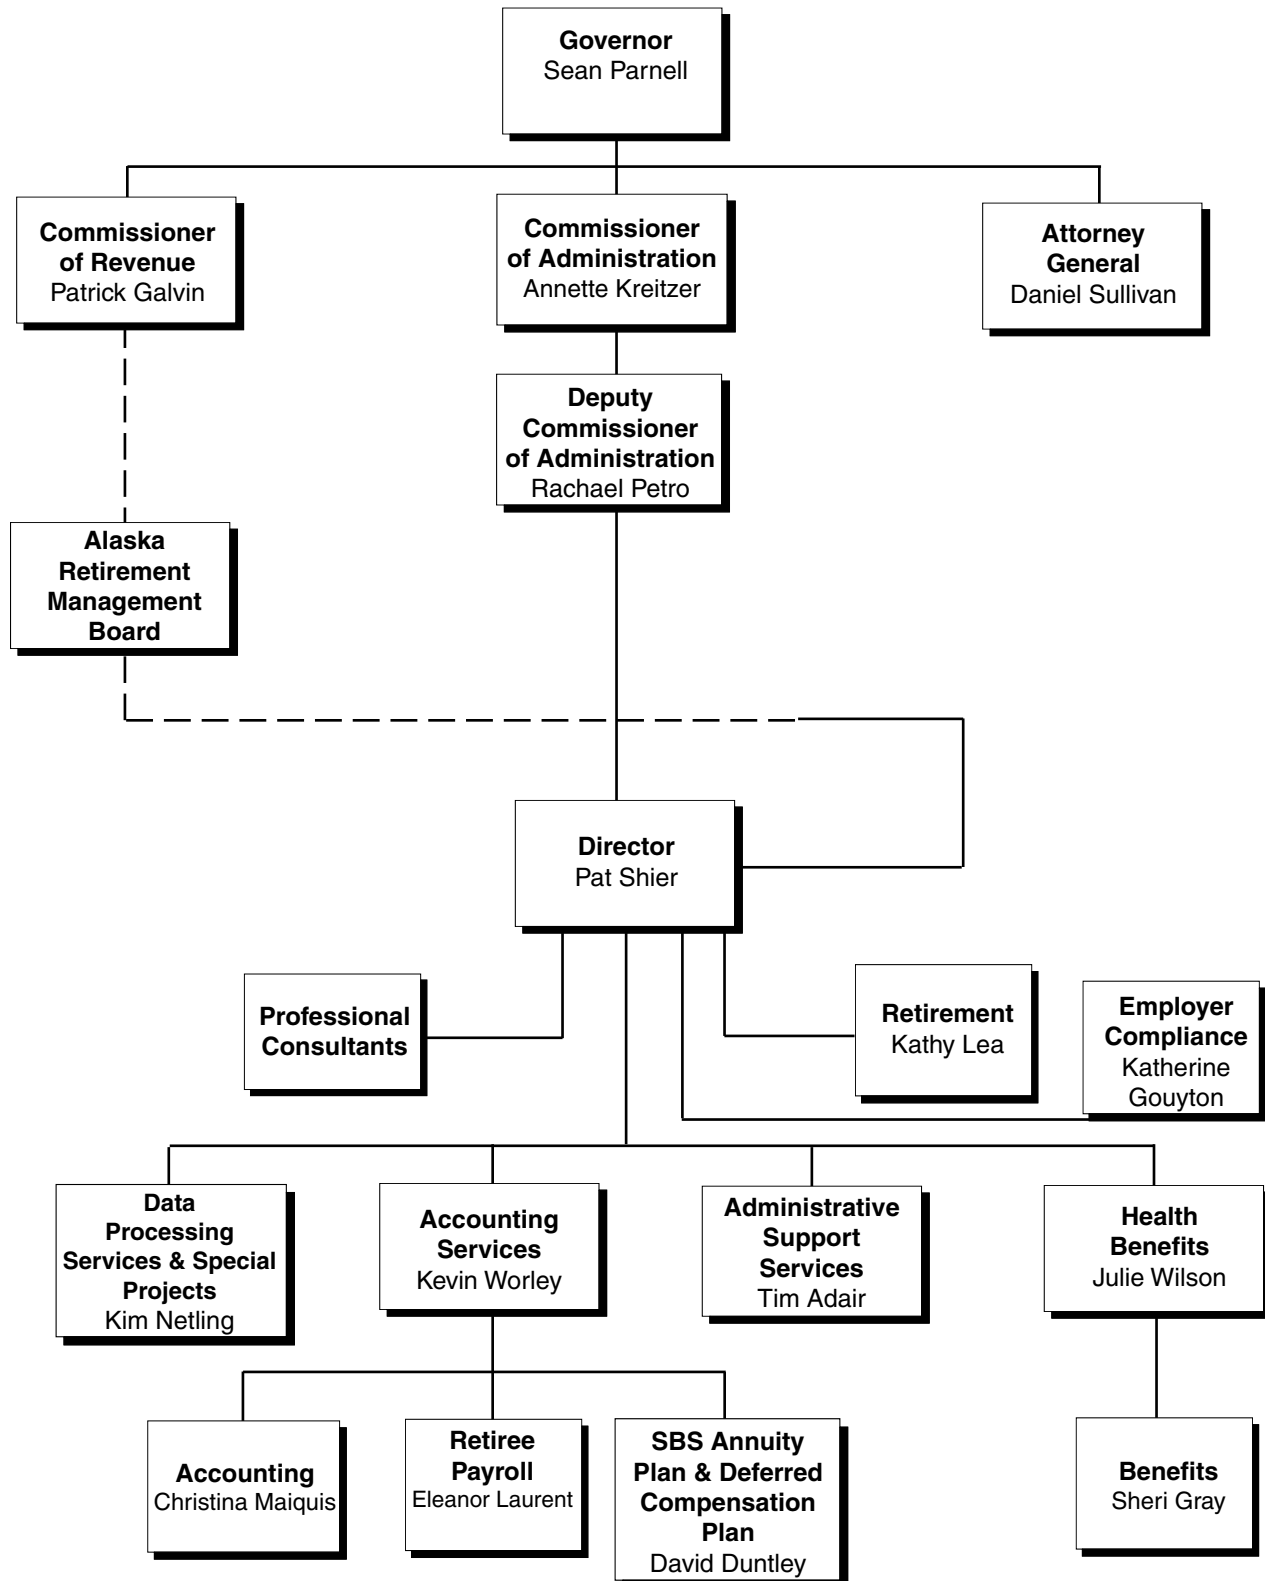 Governor
Sean Parnell
Commissioner
of Revenue
Patrick Galvin
Commissioner
of Administration
Annette Kreitzer
Attorney
General
Daniel Sullivan
Deputy
Commissioner
of Administration
Rachael Petro
Alaska
Retirement
Management
Board
Director
Pat Shier
Professional
Consultants
Retirement
Kathy Lea
Employer
Compliance
Katherine
Gouyton
Data
Processing
Services & Special
Projects
Kim Netling
Accounting
Services
Kevin Worley
Administrative
Support
Services
Tim Adair
Health
Benefits
Julie Wilson
Accounting
Christina Maiquis
Retiree
Payroll
Eleanor Laurent
SBS Annuity
Plan & Deferred
Compensation
Plan
David Duntley
Benefits
Sheri Gray